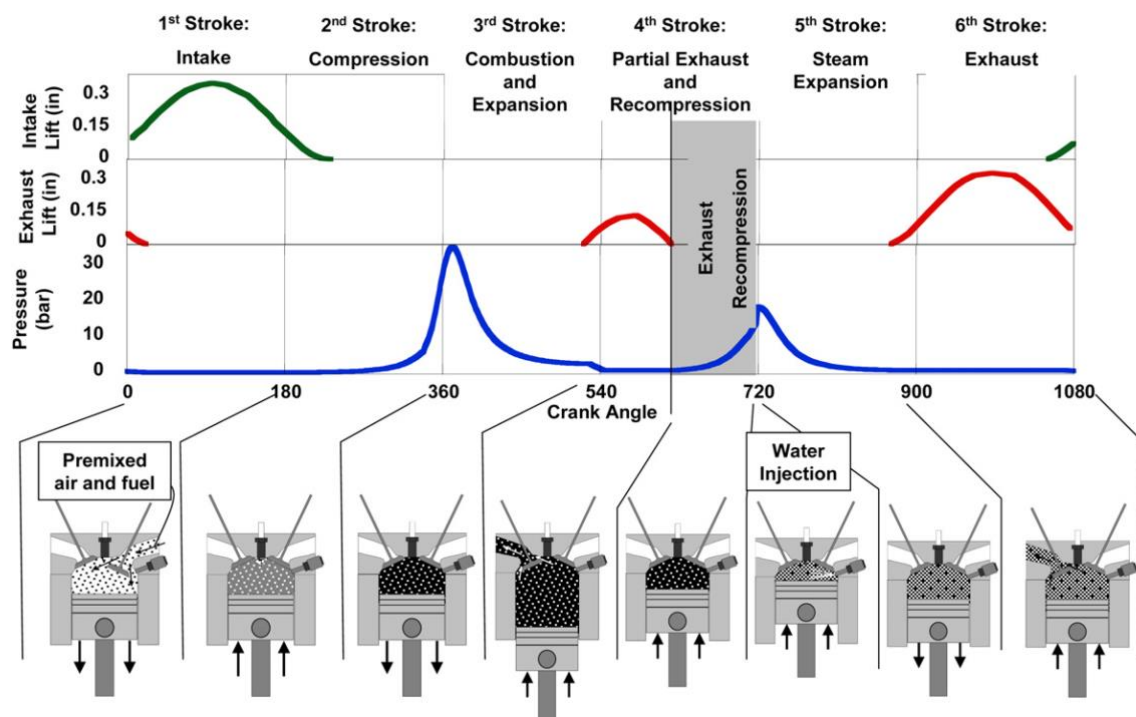 1st Stroke:
Intake
2nd Stroke:
Compression
3rd Stroke:
Combustion
and
Expansion
4th Stroke:
Partial Exhaust
and
Recompression
5th Stroke:
Steam
Expansion
6th Stroke:
Exhaust
Intake
Lift (in)
0.3
0.15
0
Exhaust
Lift (in)
0.3
0.15
0
Exhaust
Recompression
Pressure
(bar)
30
20
10
0
0
180
360
540
720
900
1080
Crank Angle
Premixed
air and fuel
Water
Injection